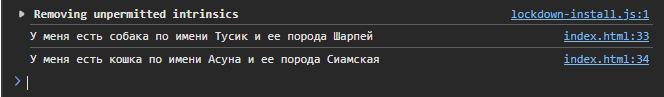 Removing unpermitted intrinsics lockdown-install.js:1
У меня есть собака по имени Тусик и ее порода Шарпей index.html:33
У меня есть кошка по имени Асуна и ее порода Сиамская index.html:34